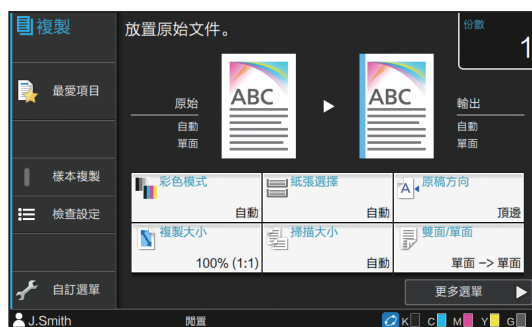 複製
放置原始文件。
份數
1
最愛項目
原始
自動
單面
ABC
ABC
輸出
自動
單面
樣本複製
檢查設定
自訂選單
彩色模式
自動
紙張選擇
自動
原稿方向
頂邊
複製大小
100% (1:1)
掃描大小
自動
雙面/單面
單面 -> 單面
更多選單
J.Smith
閒置
K C M Y G